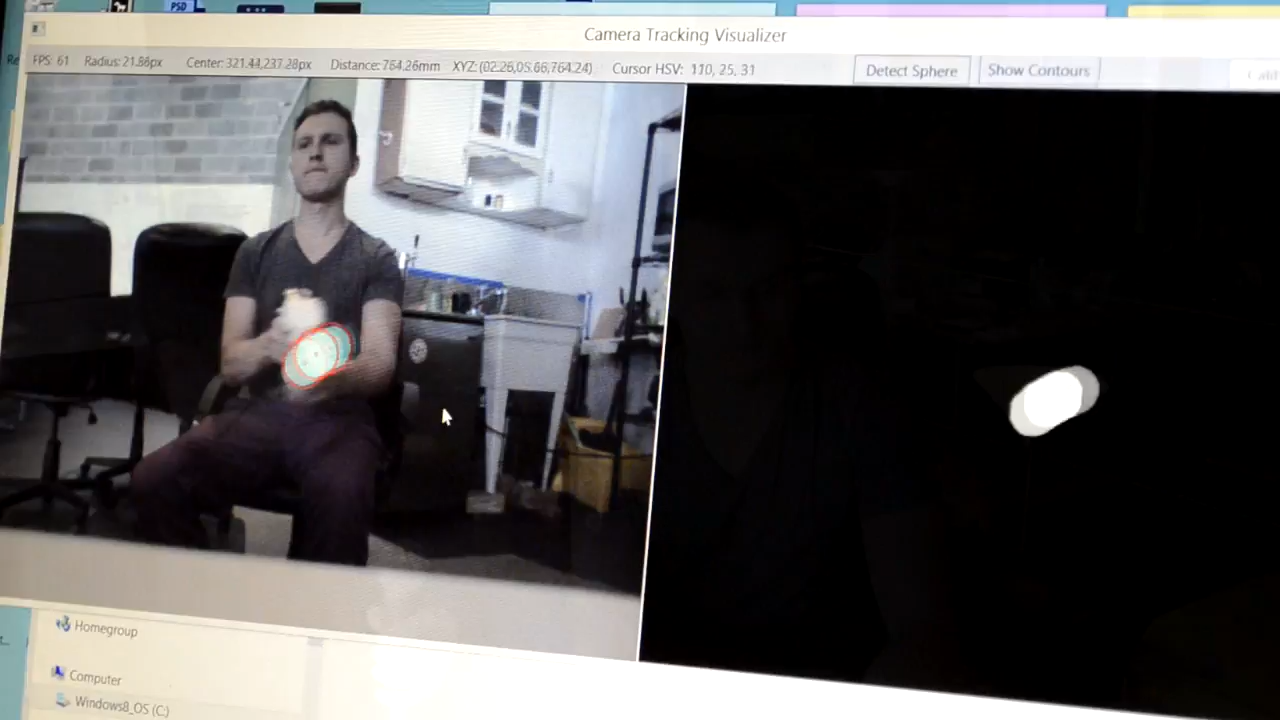 PSD
Camera Tracking Visualizer
FPS: 61 Radius: 21.86px Center: 321.44,237.28px Distance: 764.26mm XYZ: (02.26,05.66,764.24) Cursor HSV: 110, 25, 31 Detect Sphere Show Contours
Homegroup
Computer
Windows8_OS (C:)